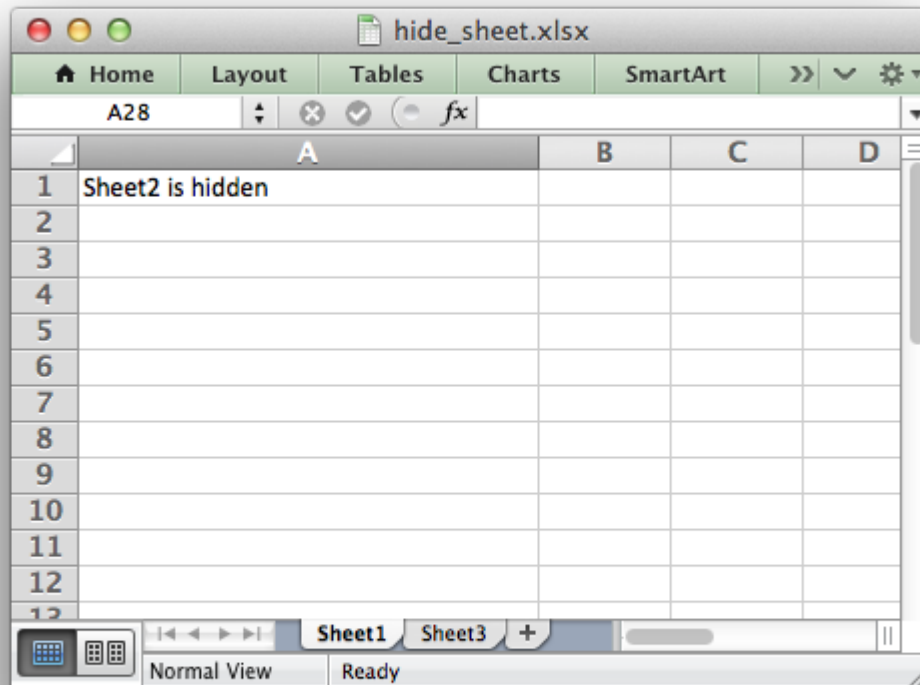 hide_sheet.xlsx
Home Layout Tables Charts SmartArt
A28 fx
A B C D
1 Sheet2 is hidden
2
3
4
5
6
7
8
9
10
11
12
13
Sheet1 Sheet3 +
Normal View Ready